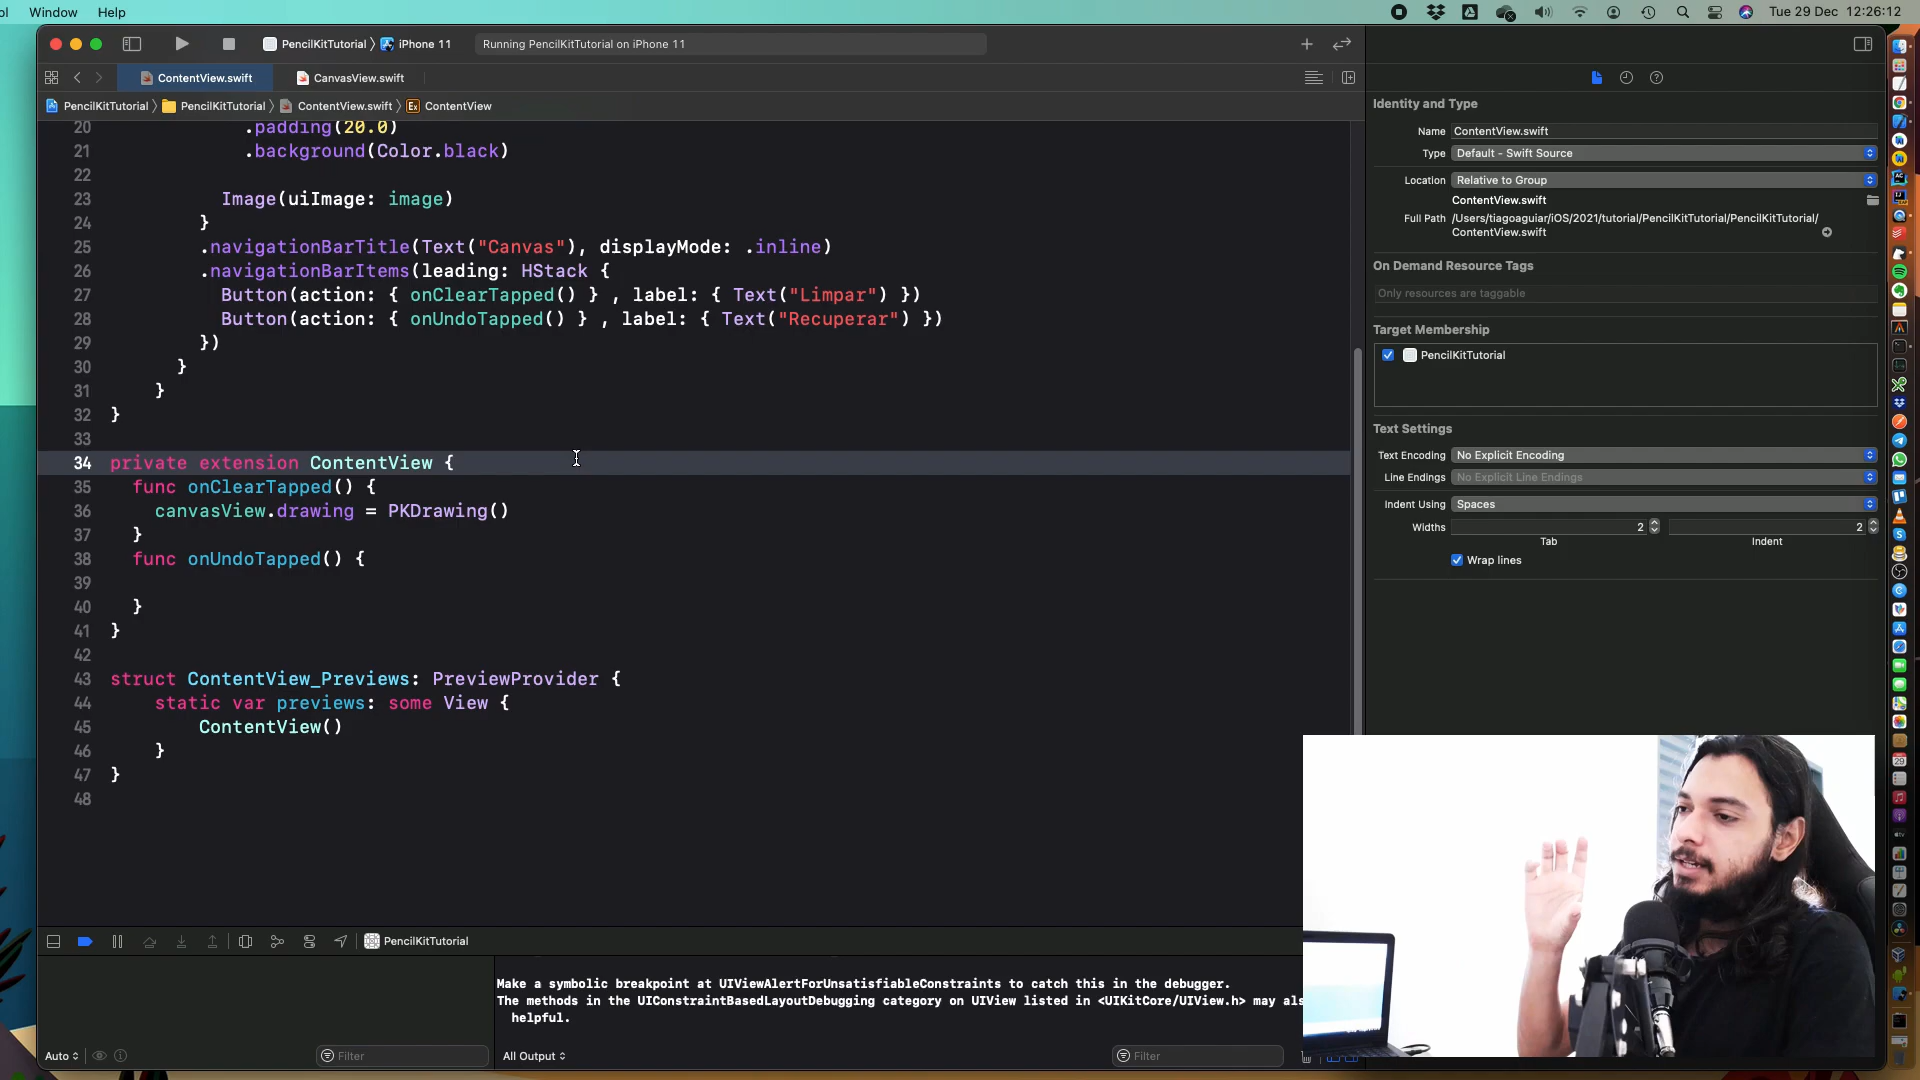 ol Window Help Tue 29 Dec 12:26:12
PencilKitTutorial iPhone 11 Running PencilKitTutorial on iPhone 11
ContentView.swift CanvasView.swift
PencilKitTutorial PencilKitTutorial ContentView.swift Ex ContentView
20 .padding(20.0)
21 .background(Color.black)
22
23 Image(uiImage: image)
24 }
25 .navigationBarTitle(Text("Canvas"), displayMode: .inline)
26 .navigationBarItems(leading: HStack {
27 Button(action: { onClearTapped() } , label: { Text("Limpar") })
28 Button(action: { onUndoTapped() } , label: { Text("Recuperar") })
29 })
30 }
31 }
32 }
33
34 private extension ContentView {
35 func onClearTapped() {
36 canvasView.drawing = PKDrawing()
37 }
38 func onUndoTapped() {
39
40 }
41 }
42
43 struct ContentView_Previews: PreviewProvider {
44 static var previews: some View {
45 ContentView()
46 }
47 }
48
PencilKitTutorial
Make a symbolic breakpoint at UIViewAlertForUnsatisfiableConstraints to catch this in the debugger.
The methods in the UIConstraintBasedLayoutDebugging category on UIView listed in <UIKitCore/UIView.h> may als
helpful.
Auto Filter All Output Filter
Identity and Type
Name ContentView.swift
Type Default - Swift Source
Location Relative to Group
ContentView.swift
Full Path /Users/tiagoaguiar/iOS/2021/tutorial/PencilKitTutorial/PencilKitTutorial/
ContentView.swift
On Demand Resource Tags
Only resources are taggable
Target Membership
PencilKitTutorial
Text Settings
Text Encoding No Explicit Encoding
Line Endings No Explicit Line Endings
Indent Using Spaces
Widths 2 2
Tab Indent
Wrap lines